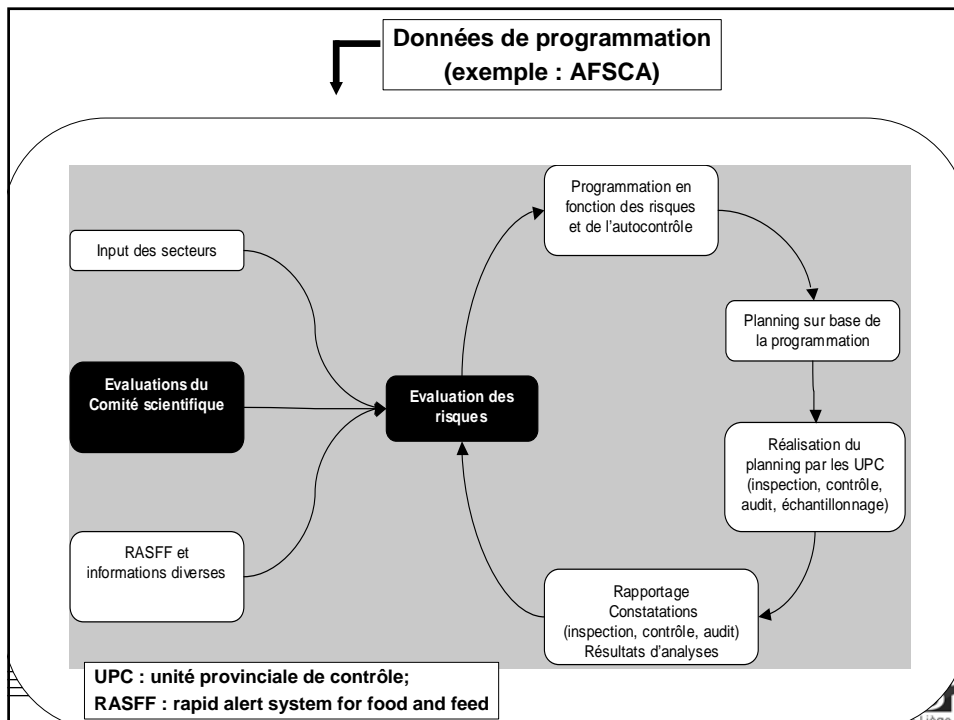 Données de programmation
(exemple : AFSCA)
Programmation en
fonction des risques
et de l'autocontrôle
Input des secteurs
Planning sur base de
la programmation
Evaluations du
Comité scientifique
Evaluation des
risques
Réalisation du
planning par les UPC
(inspection, contrôle,
audit, échantillonnage)
RASFF et
informations diverses
Rapportage
Constatations
(inspection, contrôle, audit)
Résultats d'analyses
UPC : unité provinciale de contrôle;
RASFF : rapid alert system for food and feed
Liège